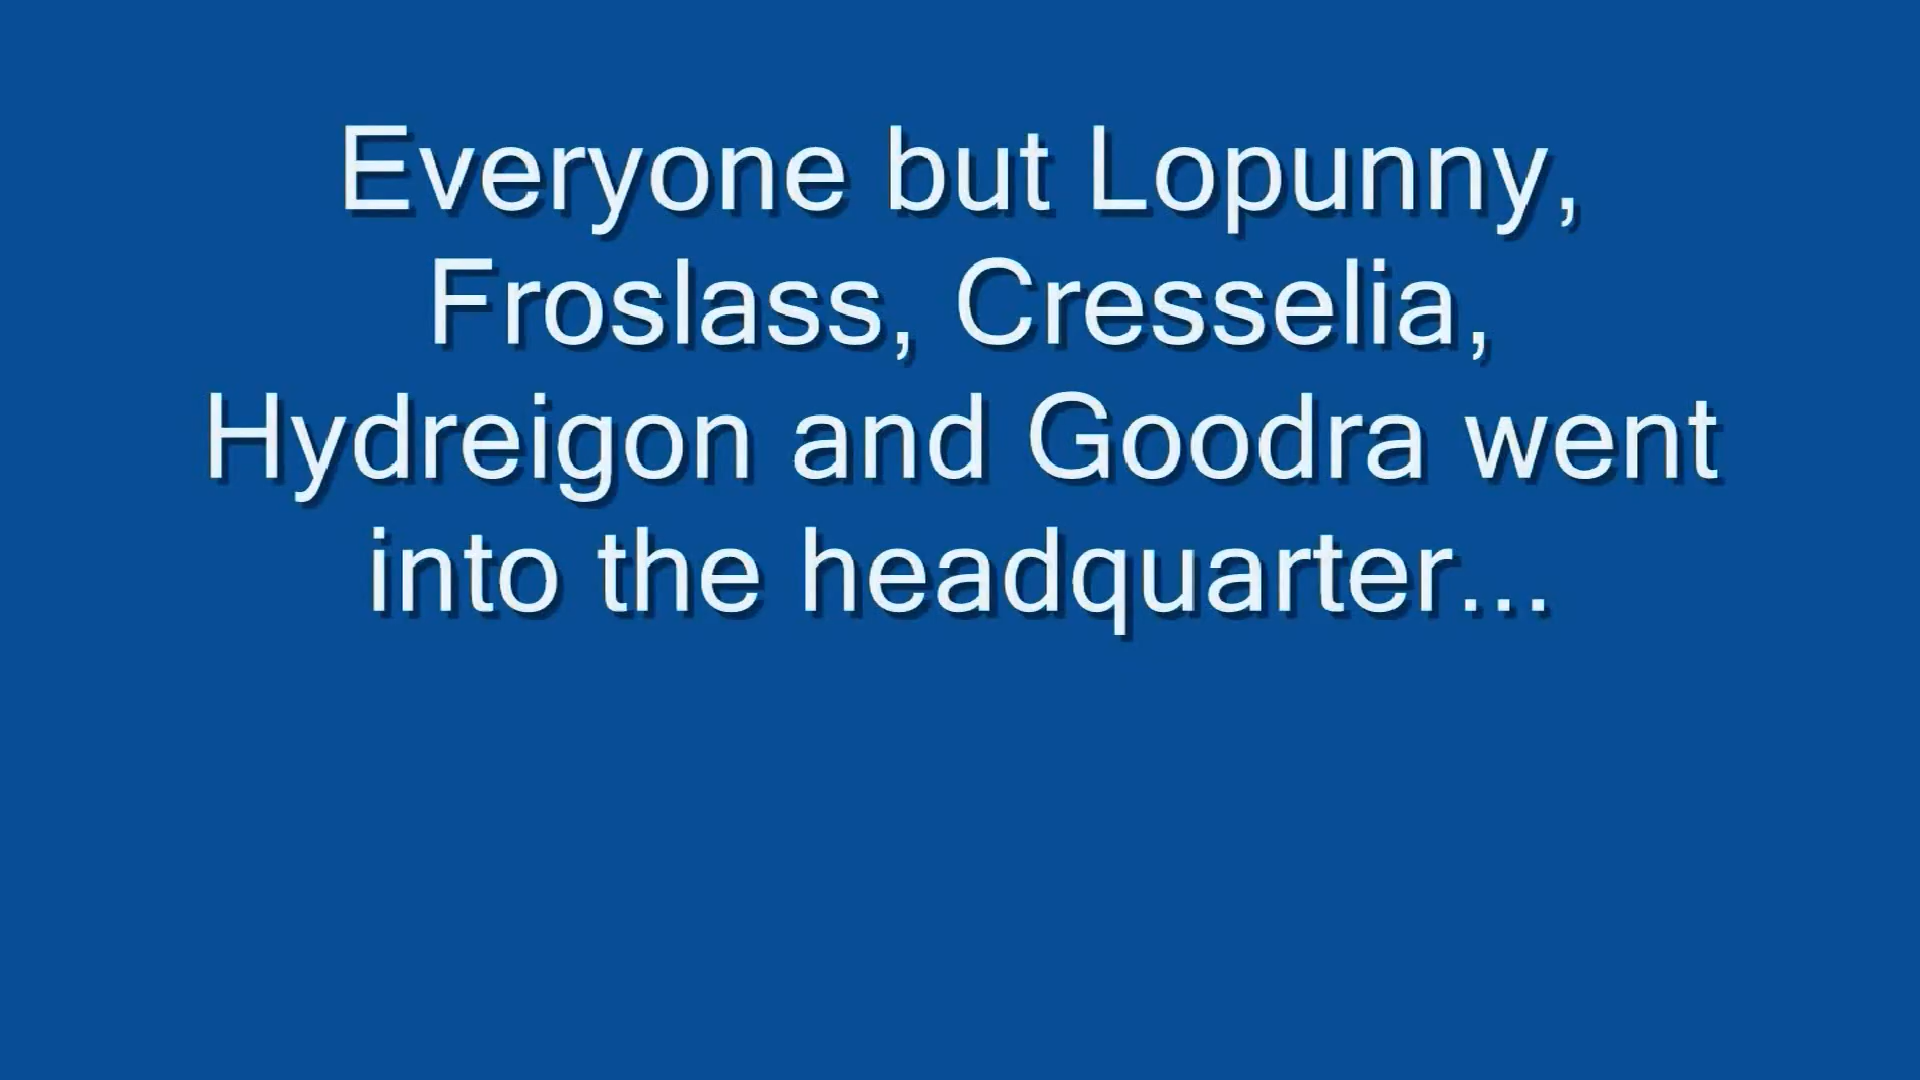 Everyone but Lopunny,
Froslass, Cresselia,
Hydreigon and Goodra went
into the headquarter...